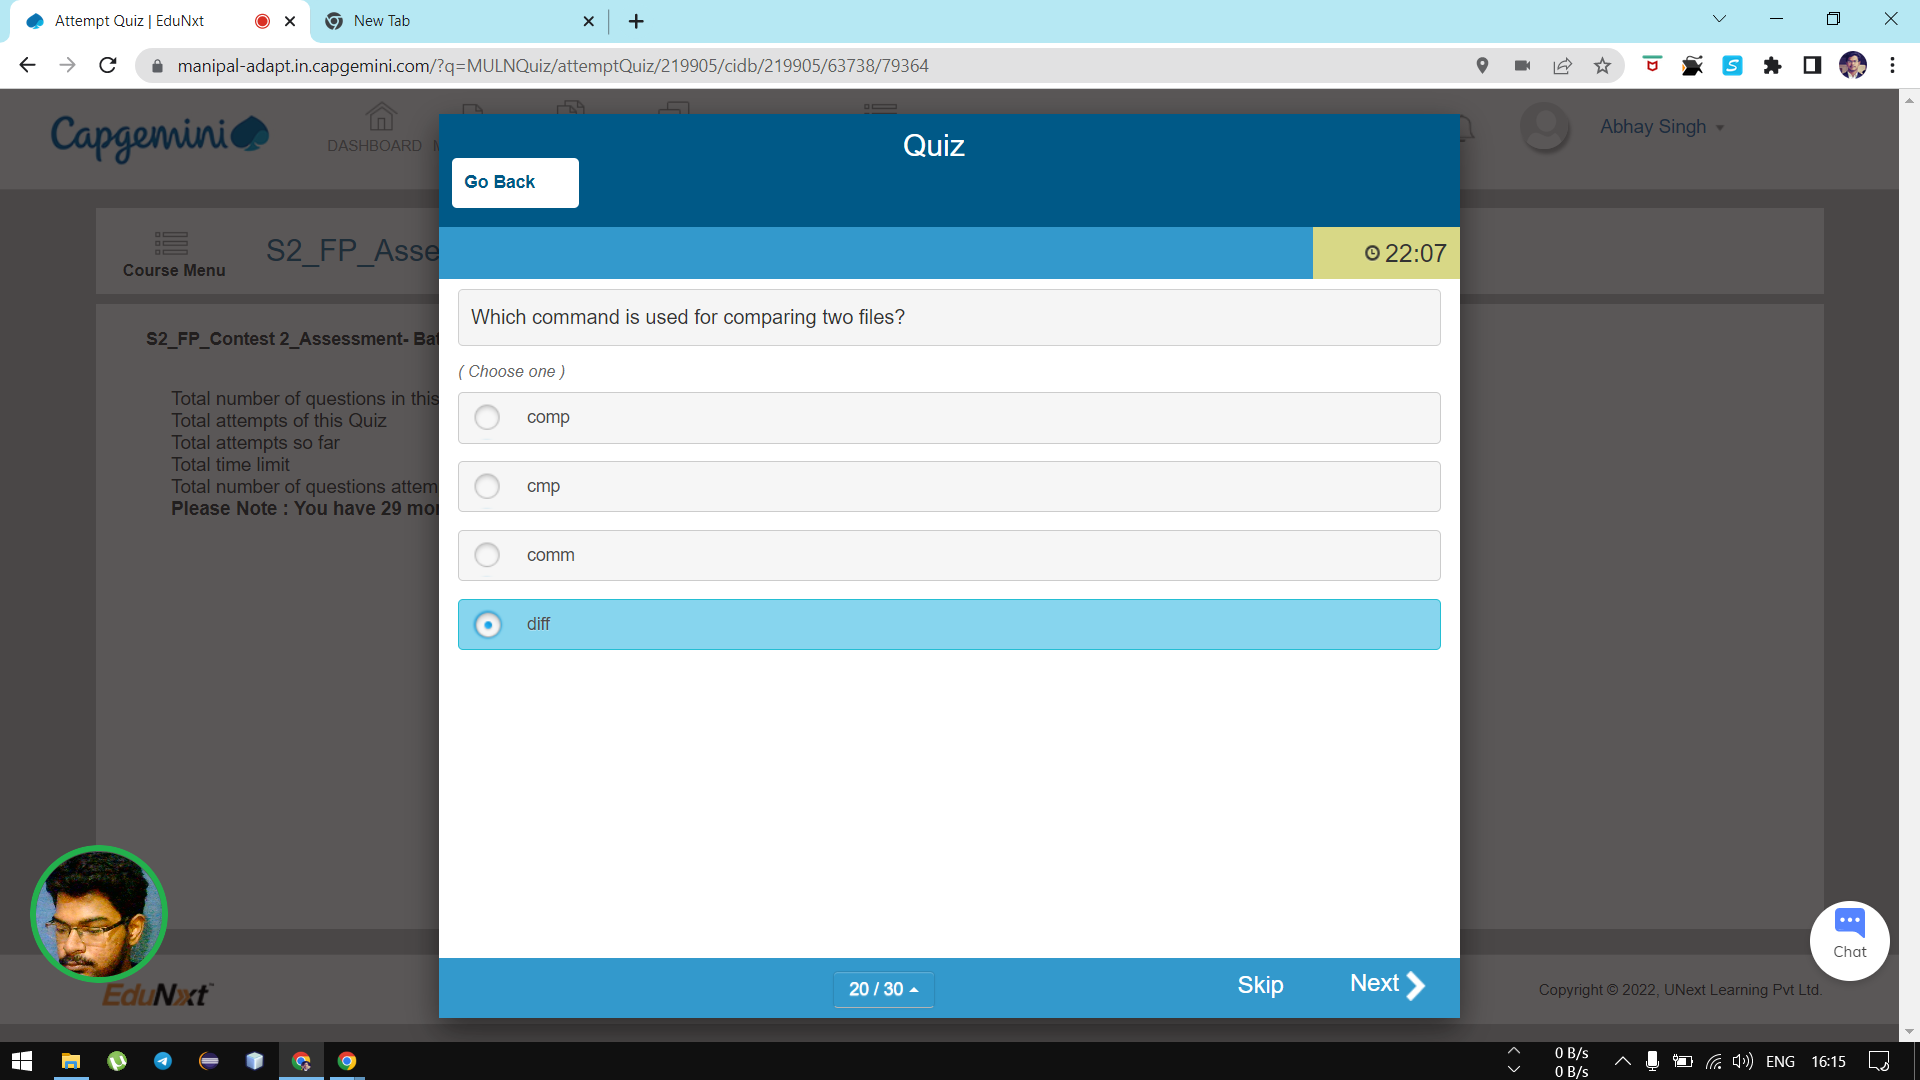 Attempt Quiz | EduNxt
New Tab
manipal-adapt.in.capgemini.com/?q=MULNQuiz/attemptQuiz/219905/cidb/219905/63738/79364
Capgemini
DASHBOARD
Abhay Singh
Quiz
Go Back
Course Menu
S2_FP_Asse
22:07
S2_FP_Contest 2_Assessment- Bat
Total number of questions in this
Total attempts of this Quiz
Total attempts so far
Total time limit
Total number of questions attem
Please Note : You have 29 mor
Which command is used for comparing two files?
( Choose one )
comp
cmp
comm
diff
Chat
EduNxt
20 / 30
Skip
Next
Copyright © 2022, UNext Learning Pvt Ltd.
0 B/s
0 B/s
ENG
16:15